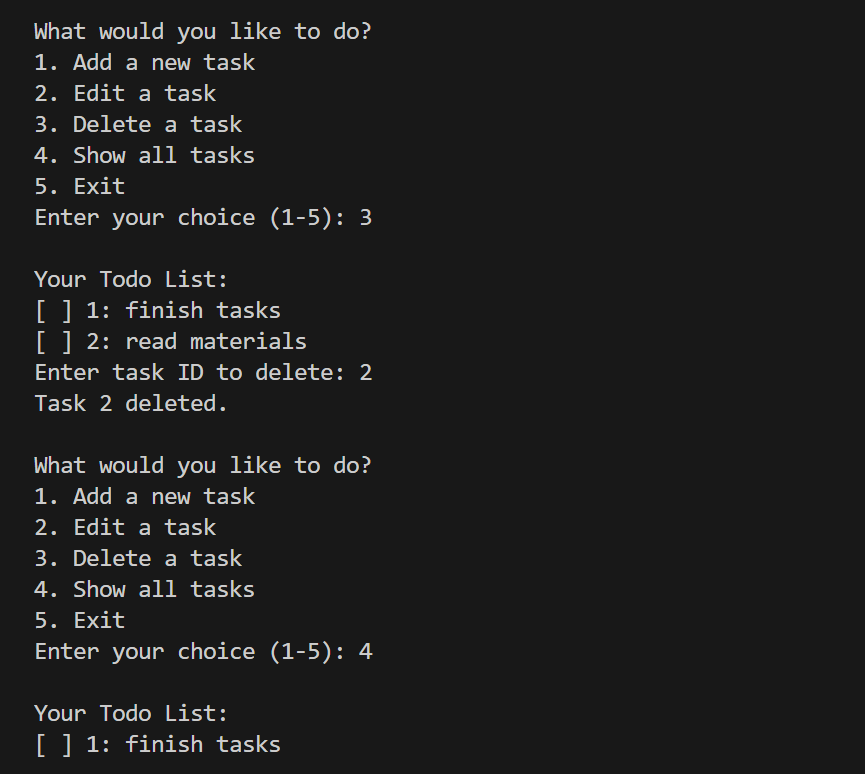 What would you like to do?
1. Add a new task
2. Edit a task
3. Delete a task
4. Show all tasks
5. Exit
Enter your choice (1-5): 3

Your Todo List:
[ ] 1: finish tasks
[ ] 2: read materials
Enter task ID to delete: 2
Task 2 deleted.

What would you like to do?
1. Add a new task
2. Edit a task
3. Delete a task
4. Show all tasks
5. Exit
Enter your choice (1-5): 4

Your Todo List:
[ ] 1: finish tasks